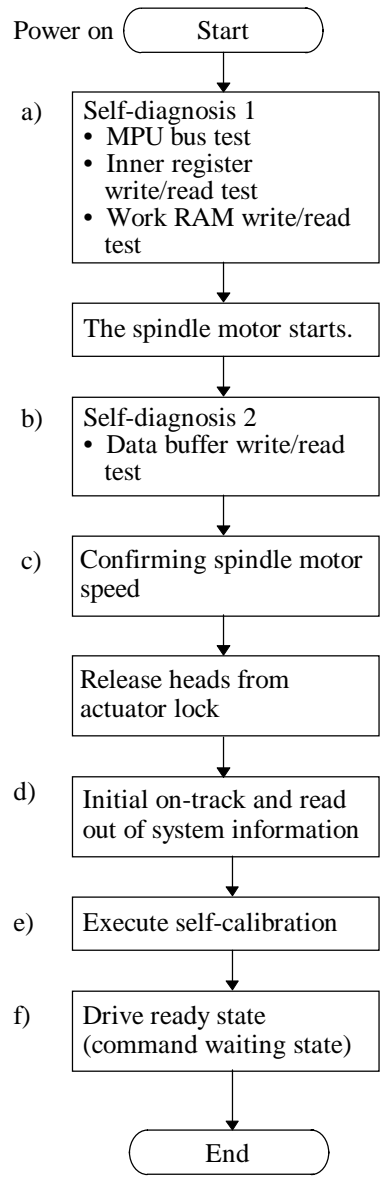 Power on
Start
a)
Self-diagnosis 1
• MPU bus test
• Inner register
write/read test
• Work RAM write/read
test
The spindle motor starts.
b)
Self-diagnosis 2
• Data buffer write/read
test
c)
Confirming spindle motor
speed
Release heads from
actuator lock
d)
Initial on-track and read
out of system information
e)
Execute self-calibration
f)
Drive ready state
(command waiting state)
End